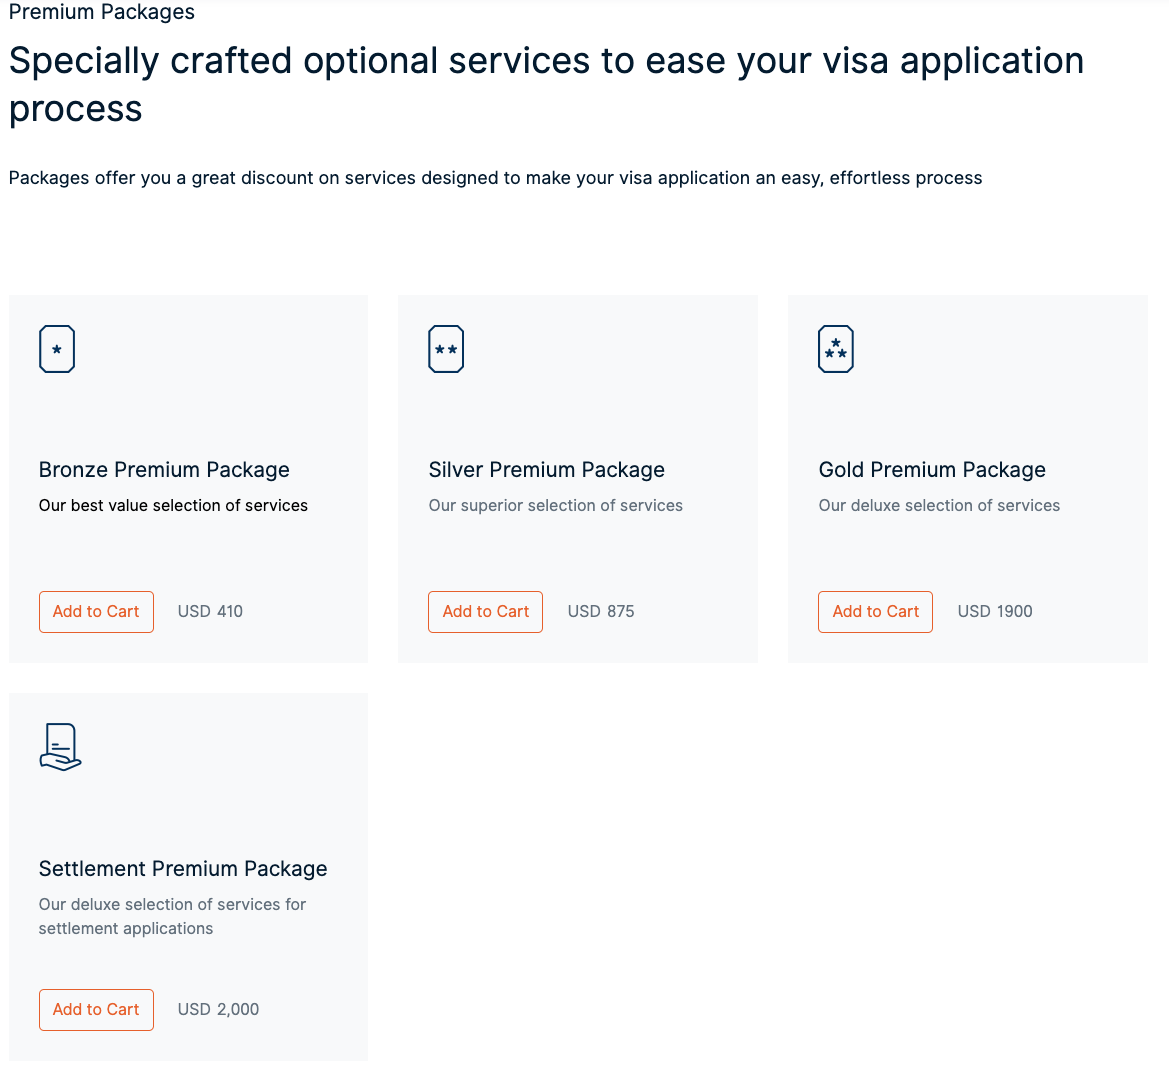 Premium Packages
Specially crafted optional services to ease your visa application
process
Packages offer you a great discount on services designed to make your visa application an easy, effortless process
Bronze Premium Package
Our best value selection of services
Add to Cart USD 410
Silver Premium Package
Our superior selection of services
Add to Cart USD 875
Gold Premium Package
Our deluxe selection of services
Add to Cart USD 1900
Settlement Premium Package
Our deluxe selection of services for
settlement applications
Add to Cart USD 2,000